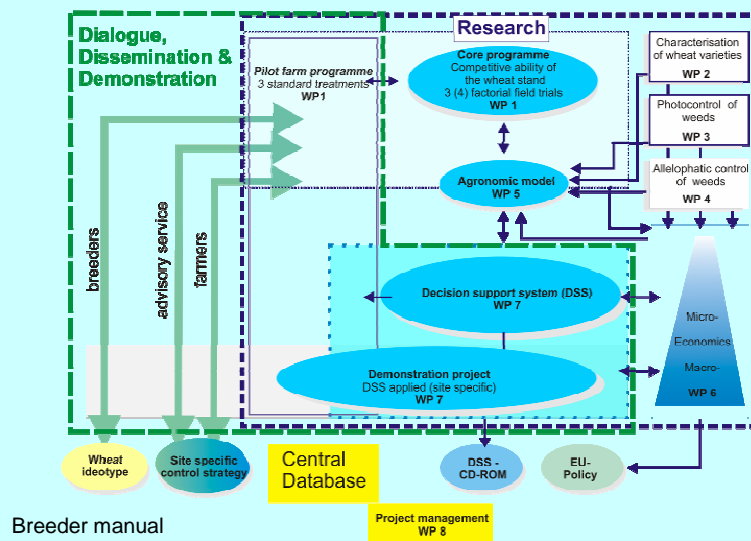 Research
Dialogue,
Dissemination &
Demonstration
Pilot farm programme
3 standard treatments
WP1
Core programme
Competitive ability of
the wheat stand
3 (4) factorial field trials
WP 1
Characterisation
of wheat varieties
WP 2
Photocontrol of
weeds
WP 3
Allelophatic control
of weeds
WP 4
Agronomic model
WP 5
breeders
advisory service
farmers
Decision support system (DSS)
WP 7
Micro-
Economics
Macro-
WP 6
Demonstration project
DSS applied (site specific)
WP 7
Wheat
ideotype
Site specific
control strategy
Central
Database
DSS -
CD-ROM
EU-
Policy
Breeder manual
Project management
WP 8